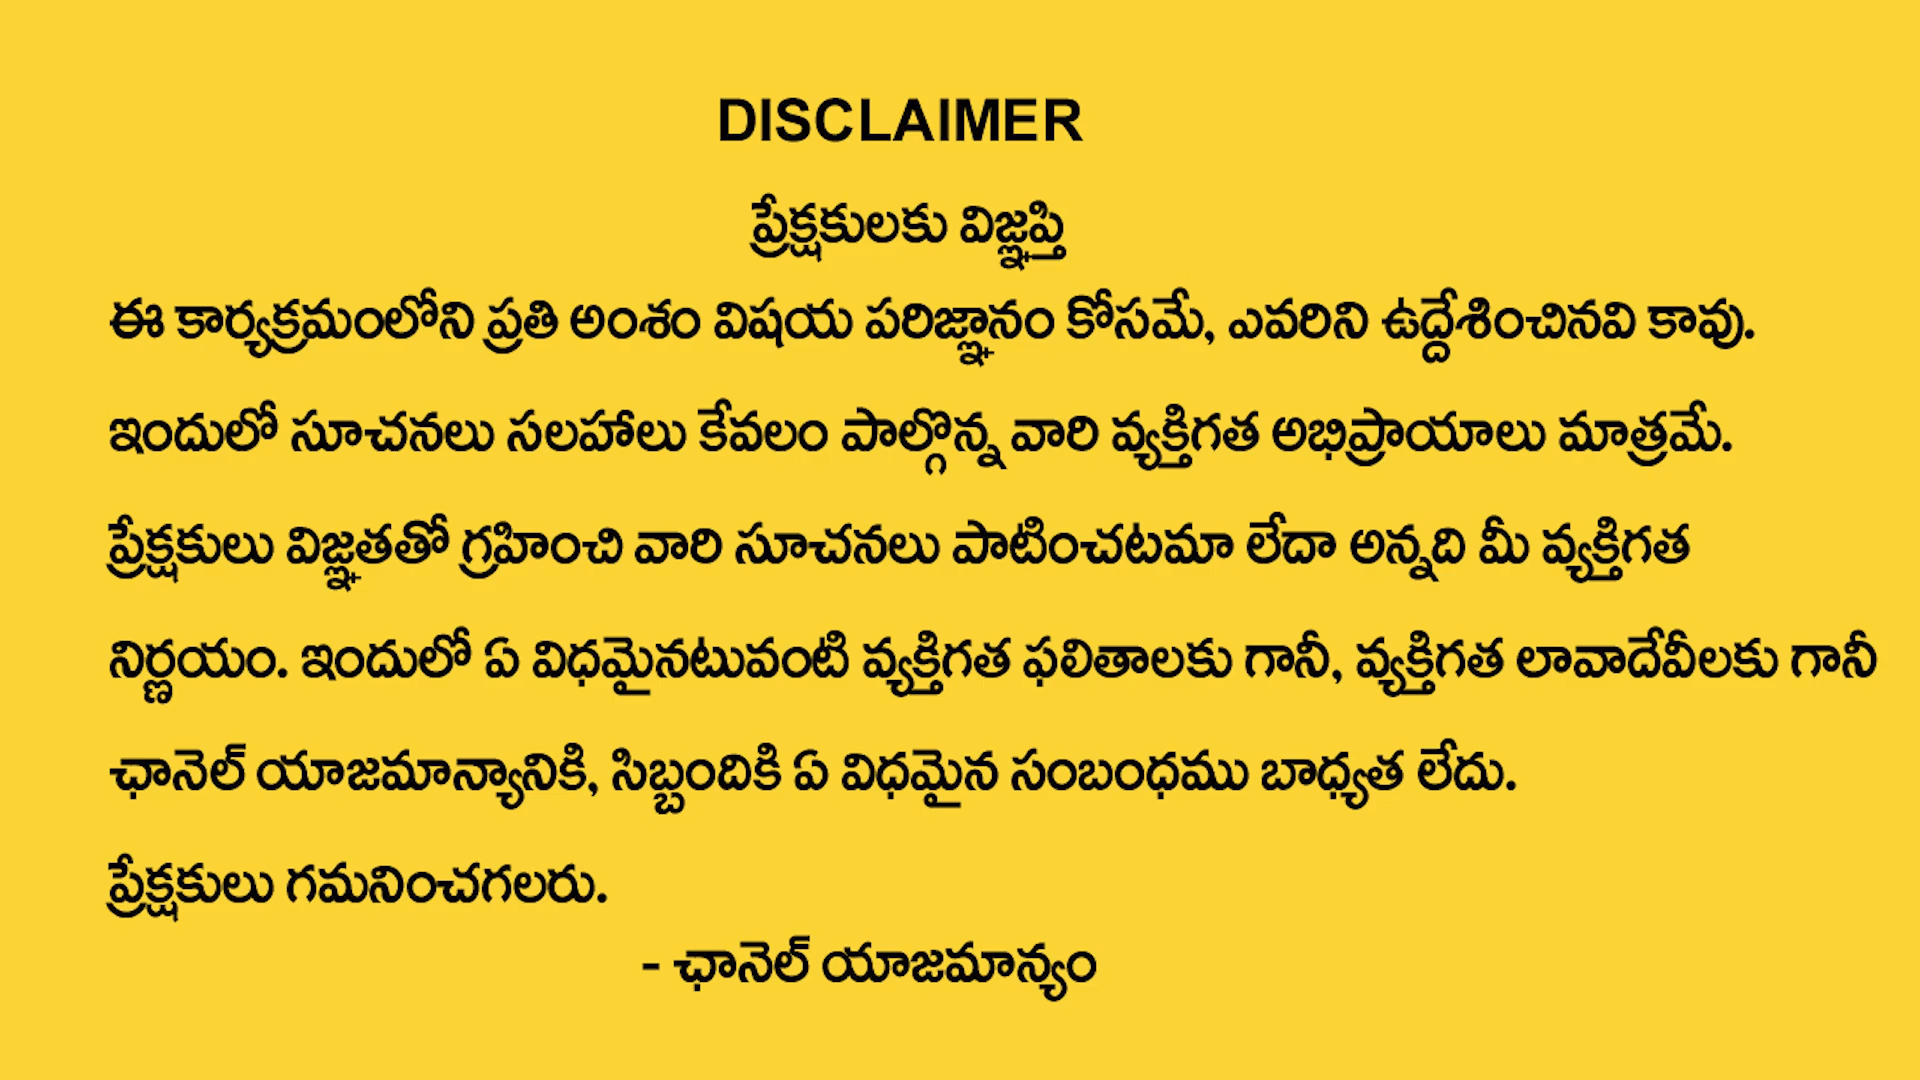 DISCLAIMER
ప్రేక్షకులకు విజ్ఞప్తి
ఈ కార్యక్రమంలోని ప్రతి అంశం విషయ పరిజ్ఞానం కోసమే, ఎవరిని ఉద్దేశించినవి కావు.
ఇందులో సూచనలు సలహాలు కేవలం పాల్గొన్న వారి వ్యక్తిగత అభిప్రాయాలు మాత్రమే.
ప్రేక్షకులు విజ్ఞతతో గ్రహించి వారి సూచనలు పాటించటమా లేదా అన్నది మీ వ్యక్తిగత
నిర్ణయం. ఇందులో ఏ విధమైనటువంటి వ్యక్తిగత ఫలితాలకు గానీ, వ్యక్తిగత లావాదేవీలకు గానీ
ఛానెల్ యాజమాన్యానికి, సిబ్బందికి ఏ విధమైన సంబంధము బాధ్యత లేదు.
ప్రేక్షకులు గమనించగలరు.
- ఛానెల్ యాజమాన్యం